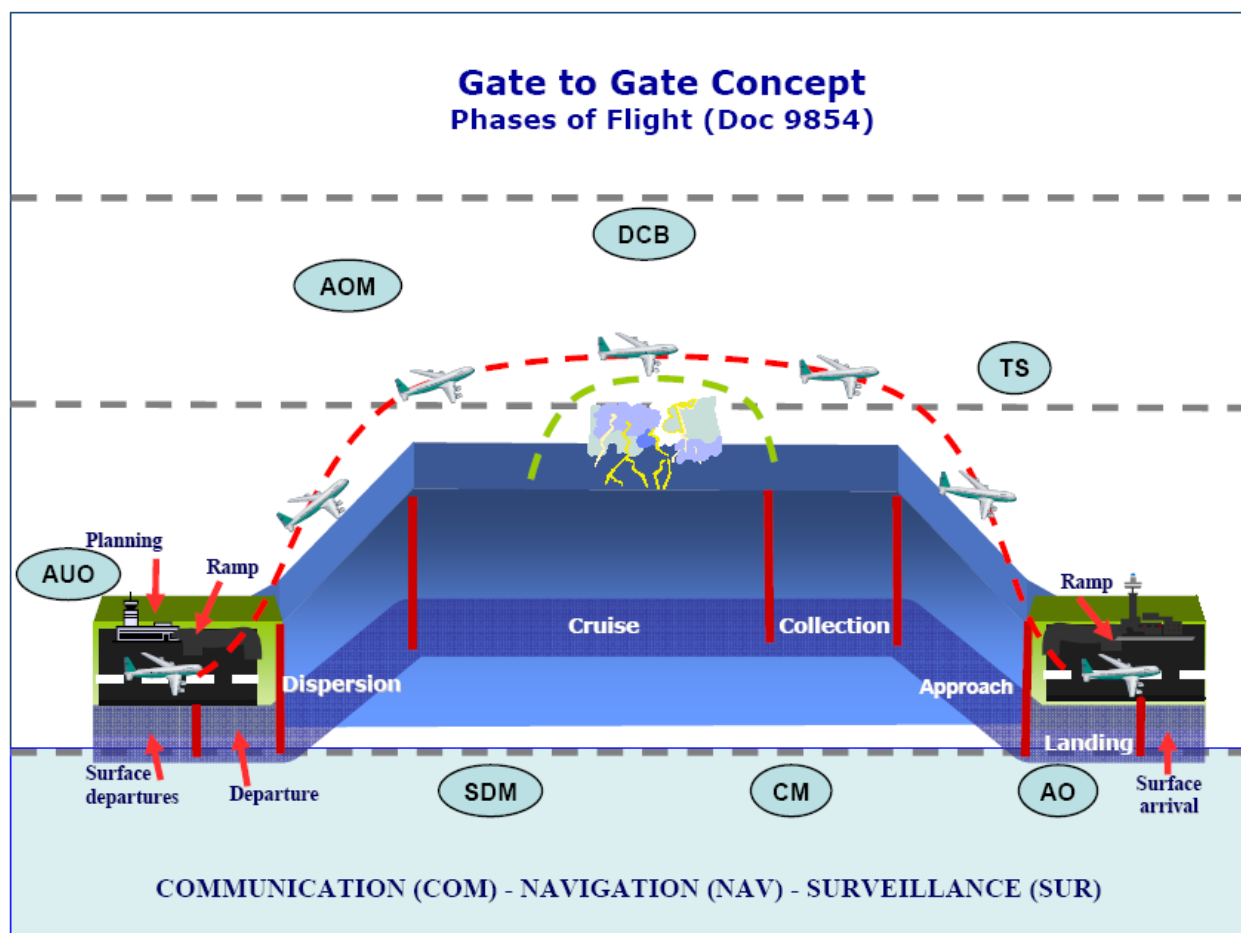 Gate to Gate Concept
Phases of Flight (Doc 9854)
DCB
AOM
TS
Planning
Ramp
AUO
Ramp
Cruise
Collection
Dispersion
Approach
Landing
Surface
departures
Departure
SDM
CM
AO
Surface
arrival
COMMUNICATION (COM) - NAVIGATION (NAV) - SURVEILLANCE (SUR)